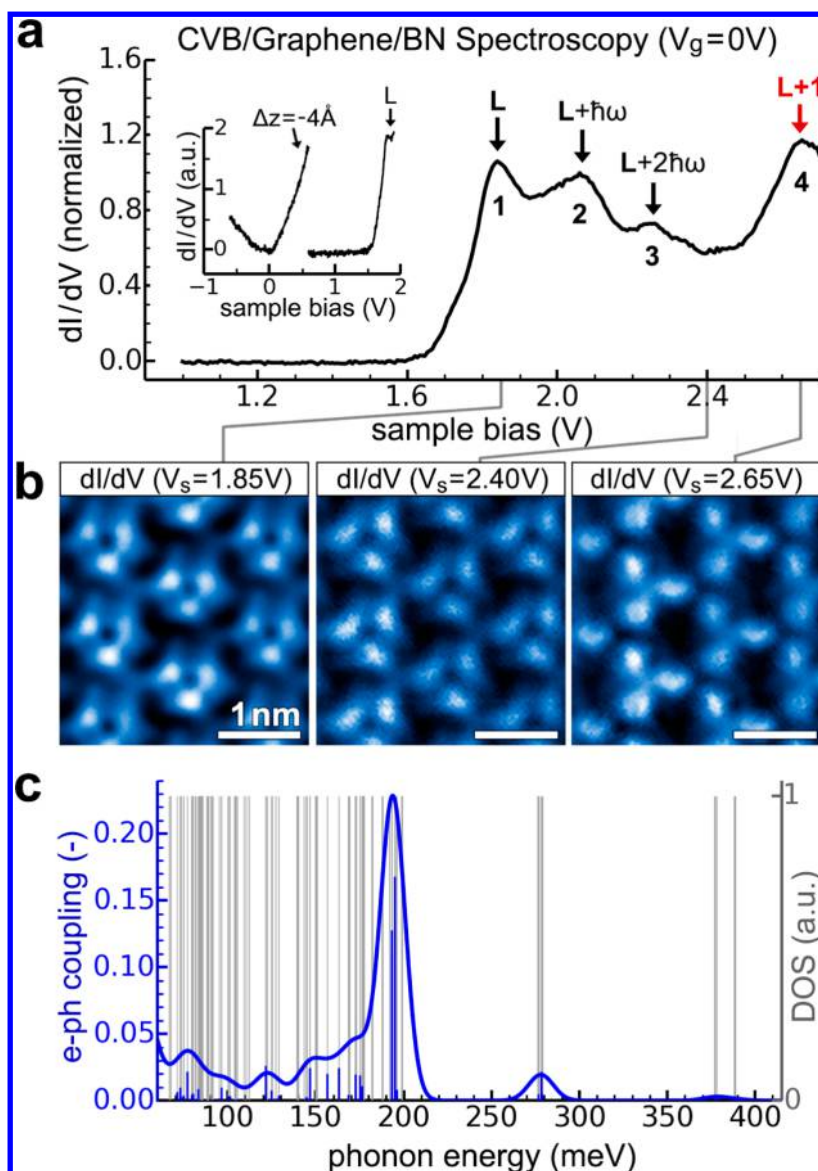 a
CVB/Graphene/BN Spectroscopy (Vg=0V)
dI/dV (normalized)
1.6
1.2
0.8
0.4
0.0
1.2
1.6
2.0
2.4
sample bias (V)
L
L+ħω
L+2ħω
L+1
1
2
3
4
dI/dV (a.u.)
2
1
0
-1
0
1
2
sample bias (V)
Δz=-4Å
L
b
dI/dV (Vs=1.85V)
dI/dV (Vs=2.40V)
dI/dV (Vs=2.65V)
1nm
c
e-ph coupling (-)
0.20
0.15
0.10
0.05
0.00
100
150
200
250
300
350
400
phonon energy (meV)
1
0
DOS (a.u.)